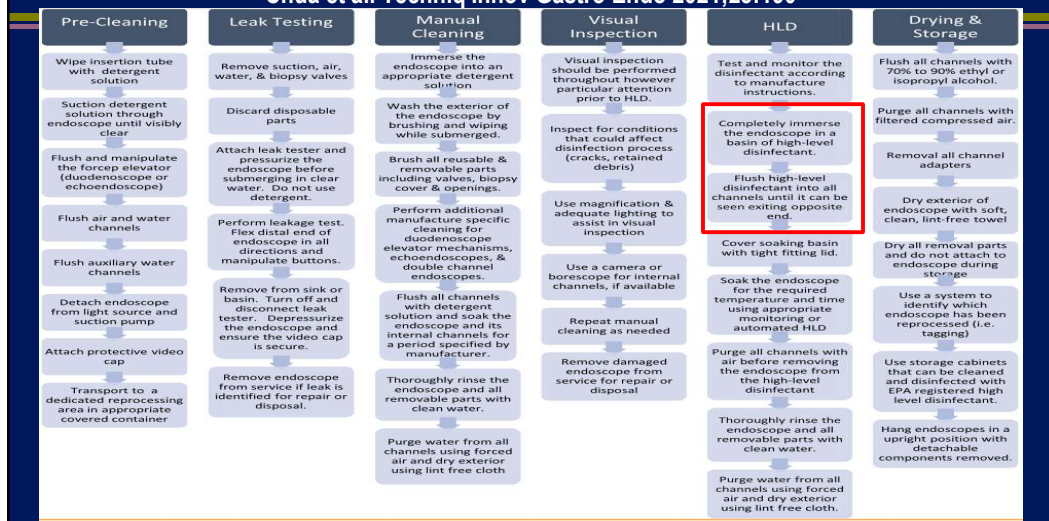 Chua et al. Techniq Innov Gastro Endo 2021;23:190
Pre-Cleaning
Wipe insertion tube
with detergent
solution
Suction detergent
solution through
endoscope until visibly
clear
Flush and manipulate
the forcep elevator
(duodenoscope or
echoendoscope)
Flush air and water
channels
Flush auxiliary water
channels
Detach endoscope
from light source and
suction pump
Attach protective video
cap
Transport to a
dedicated reprocessing
area in appropriate
covered container
Leak Testing
Remove suction, air,
water, & biopsy valves
Discard disposable
parts
Attach leak tester and
pressurize the
endoscope before
submerging in clear
water. Do not use
detergent.
Perform leakage test.
Flex distal end of
endoscope in all
directions and
manipulate buttons.
Remove from sink or
basin. Turn off and
disconnect leak
tester. Depressurize
the endoscope and
ensure the video cap
is secure.
Remove endoscope
from service if leak is
identified for repair or
disposal.
Manual
Cleaning
Immerse the
endoscope into an
appropriate detergent
solution
Wash the exterior of
the endoscope by
brushing and wiping
while submerged.
Brush all reusable &
removable parts
including valves, biopsy
cover & openings.
Perform additional
manufacture specific
cleaning for
duodenoscope
elevator mechanisms,
echoendoscopes, &
double channel
endoscopes.
Flush all channels
with detergent
solution and soak the
endoscope and its
internal channels for
a period specified by
manufacturer.
Thoroughly rinse the
endoscope and all
removable parts with
clean water.
Purge water from all
channels using forced
air and dry exterior
using lint free cloth
Visual
Inspection
Visual inspection
should be performed
throughout however
particular attention
prior to HLD.
Inspect for conditions
that could affect
disinfection process
(cracks, retained
debris)
Use magnification &
adequate lighting to
assist in visual
inspection
Use a camera or
borescope for internal
channels, if available
Repeat manual
cleaning as needed
Remove damaged
endoscope from
service for repair or
disposal
HLD
Test and monitor the
disinfectant according
to manufacture
instructions.
Completely immerse
the endoscope in a
basin of high-level
disinfectant.
Flush high-level
disinfectant into all
channels until it can be
seen exiting opposite
end.
Cover soaking basin
with tight fitting lid.
Soak the endoscope
for the required
temperature and time
using appropriate
monitoring or
automated HLD
Purge all channels with
air before removing
the endoscope from
the high-level
disinfectant
Thoroughly rinse the
endoscope and all
removable parts with
clean water.
Purge water from all
channels using forced
air and dry exterior
using lint free cloth.
Drying &
Storage
Flush all channels with
70% to 90% ethyl or
isopropyl alcohol.
Purge all channels with
filtered compressed air.
Removal all channel
adapters
Dry exterior of
endoscope with soft,
clean, lint-free towel
Dry all removal parts
and do not attach to
endoscope during
storage
Use a system to
identify which
endoscope has been
reprocessed (i.e.
tagging)
Use storage cabinets
that can be cleaned
and disinfected with
EPA registered high
level disinfectant.
Hang endoscopes in a
upright position with
detachable
components removed.